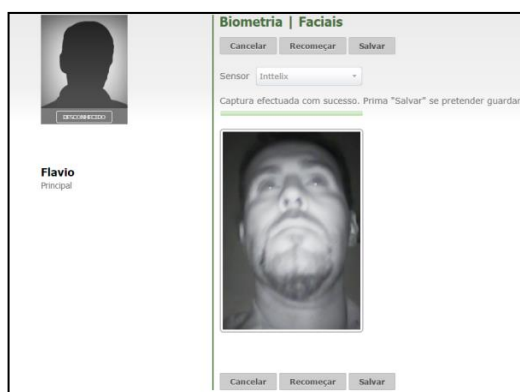 Biometria | Faciais
Cancelar Recomeçar Salvar
Sensor Inttelix
Captura efectuada com sucesso. Prima "Salvar" se pretender guardar
DESCONHECIDO
Flavio
Principal
Cancelar Recomeçar Salvar